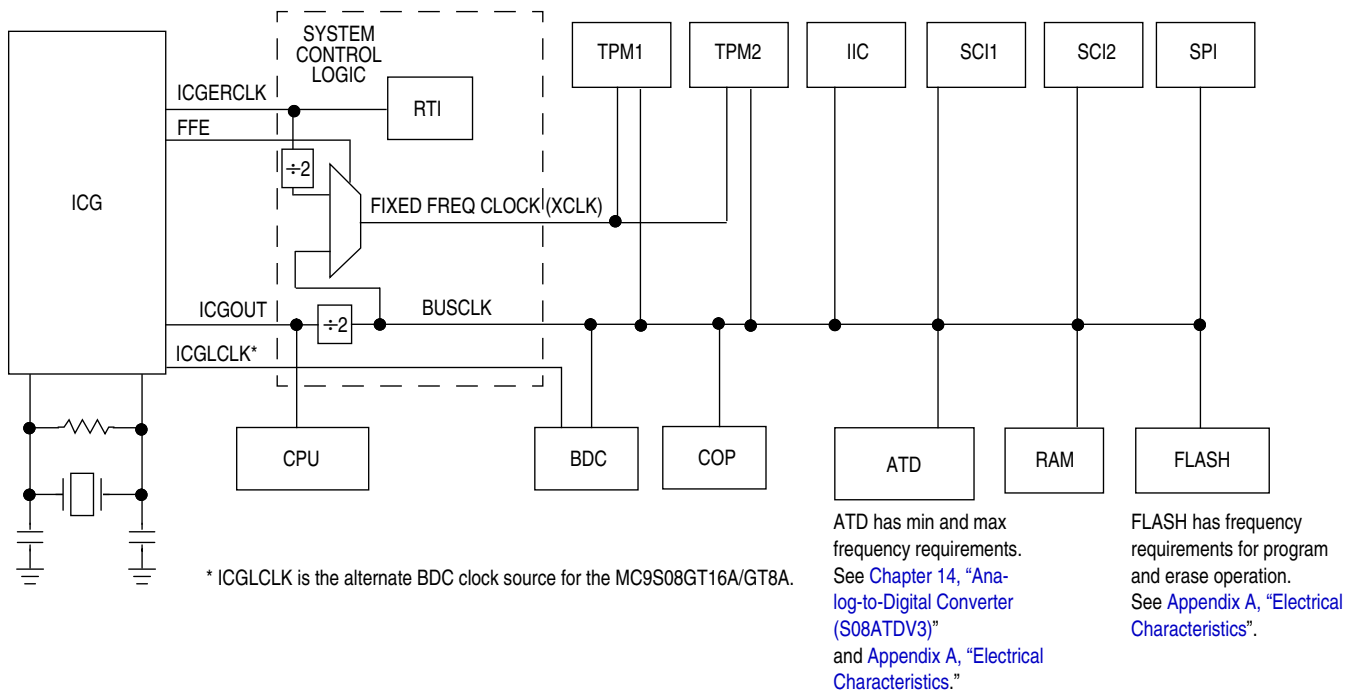 SYSTEM
CONTROL
LOGIC
TPM1
TPM2
IIC
SCI1
SCI2
SPI
ICGERCLK
RTI
FFE
÷2
ICG
FIXED FREQ CLOCK (XCLK)
ICGOUT
÷2
BUSCLK
ICGLCLK*
CPU
BDC
COP
ATD
RAM
FLASH
ATD has min and max
frequency requirements.
See Chapter 14, “Ana-
log-to-Digital Converter
(S08ATDV3)”
and Appendix A, “Electrical
Characteristics.”
FLASH has frequency
requirements for program
and erase operation.
See Appendix A, “Electrical
Characteristics”.
* ICGLCLK is the alternate BDC clock source for the MC9S08GT16A/GT8A.